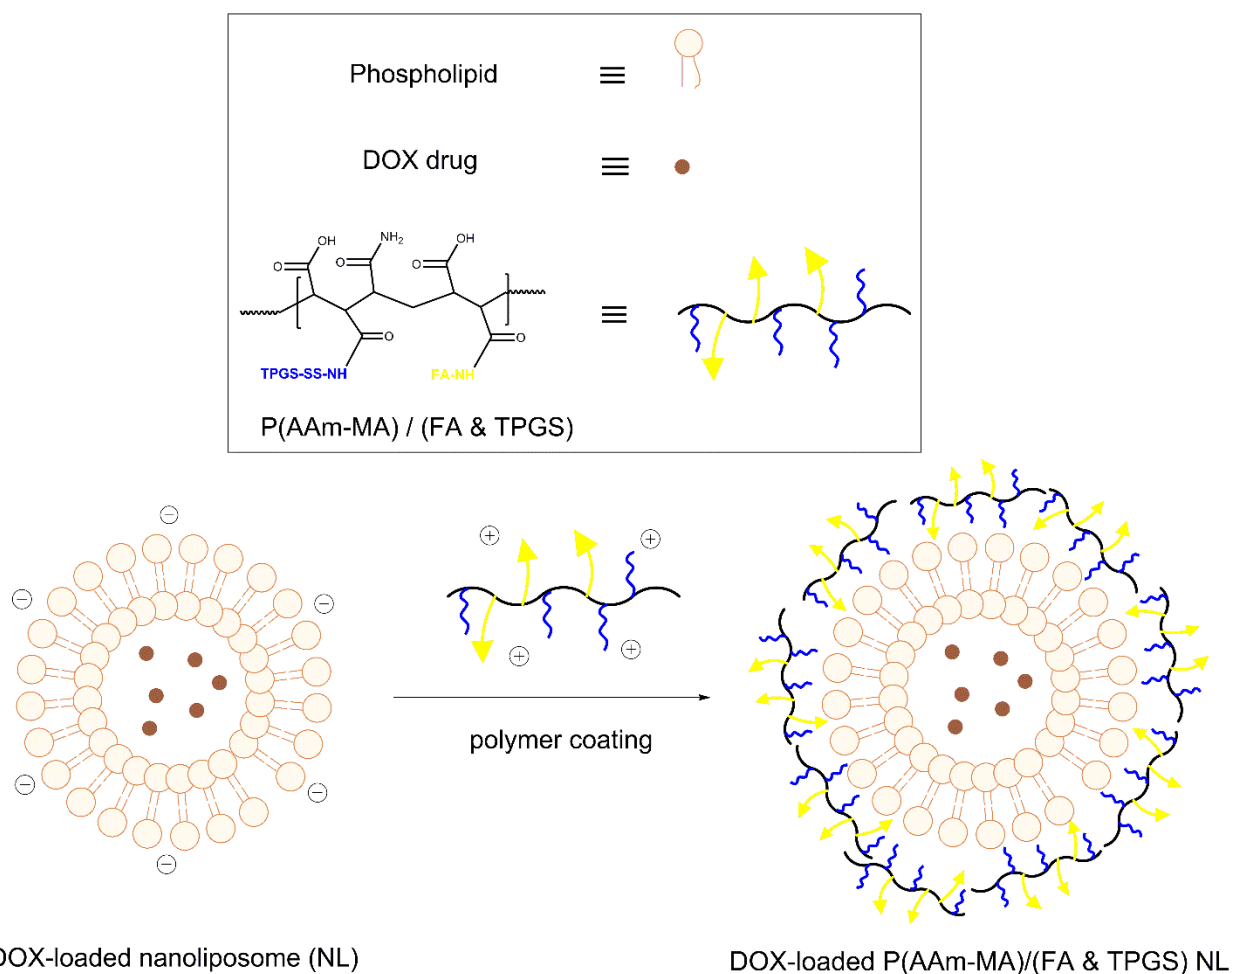 Phospholipid ≡
DOX drug ≡
OH
NH2
OH
O
O
O
O
O
≡
TPGS-SS-NH
FA-NH
P(AAm-MA) / (FA & TPGS)
polymer coating
DOX-loaded nanoliposome (NL)
DOX-loaded P(AAm-MA)/(FA & TPGS) NL